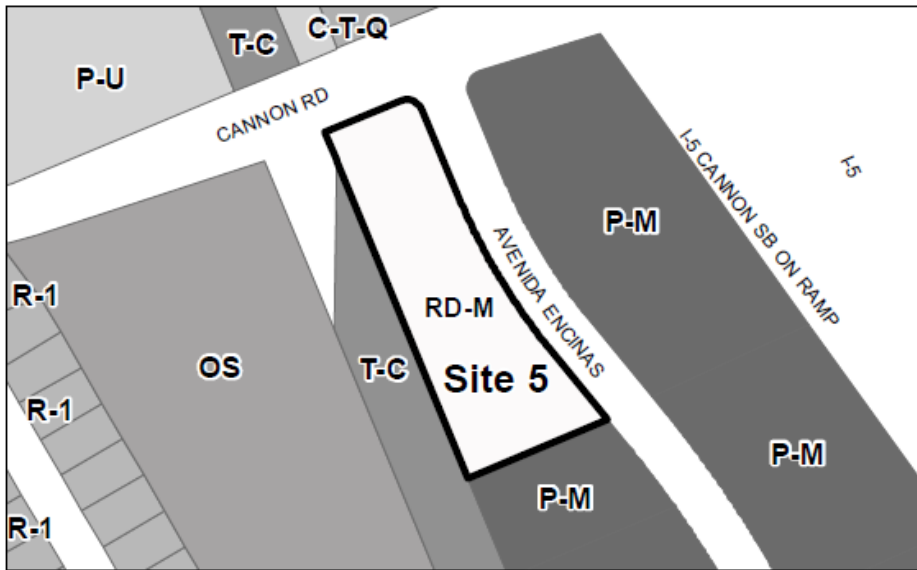 C-T-Q
T-C
P-U
CANNON RD
I-5 CANNON SB ON RAMP
I-5
P-M
AVENIDA ENCINAS
R-1
RD-M
OS
T-C
Site 5
R-1
P-M
P-M
R-1